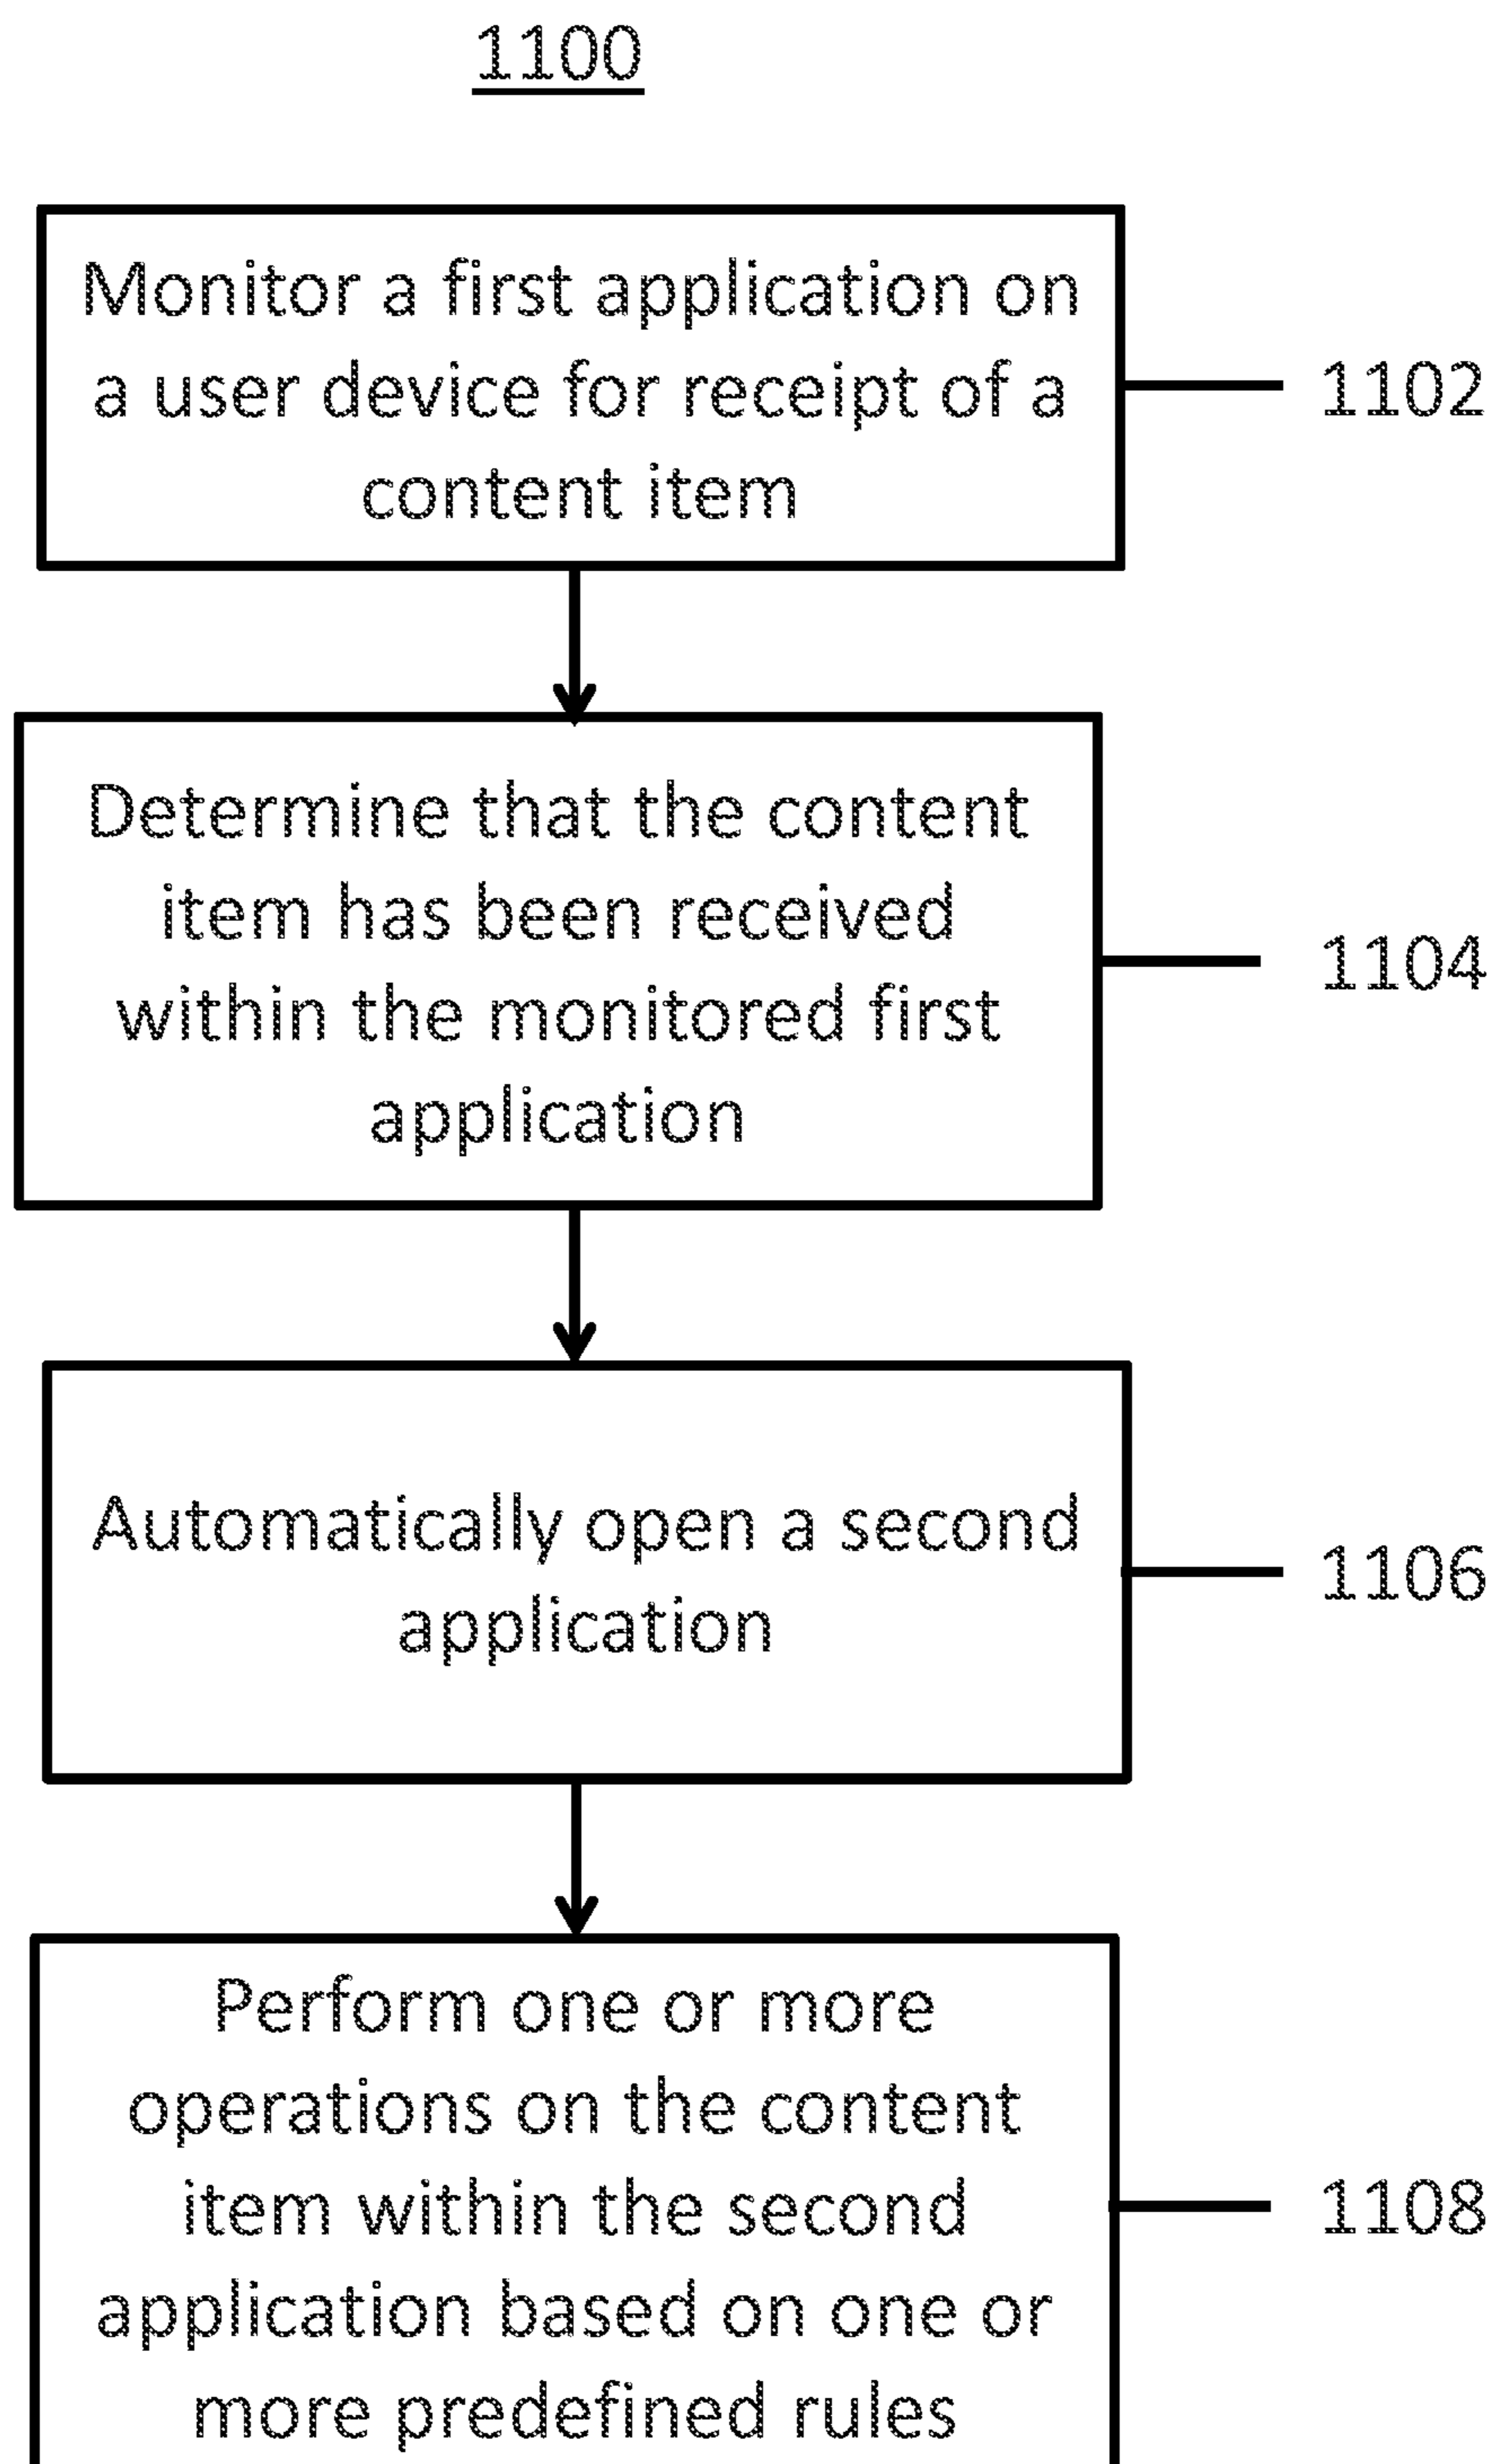 1100
Monitor a first application on
a user device for receipt of a
content item
1102
Determine that the content
item has been received
within the monitored first
application
1104
Automatically open a second
application
1106
Perform one or more
operations on the content
item within the second
application based on one or
more predefined rules
1108